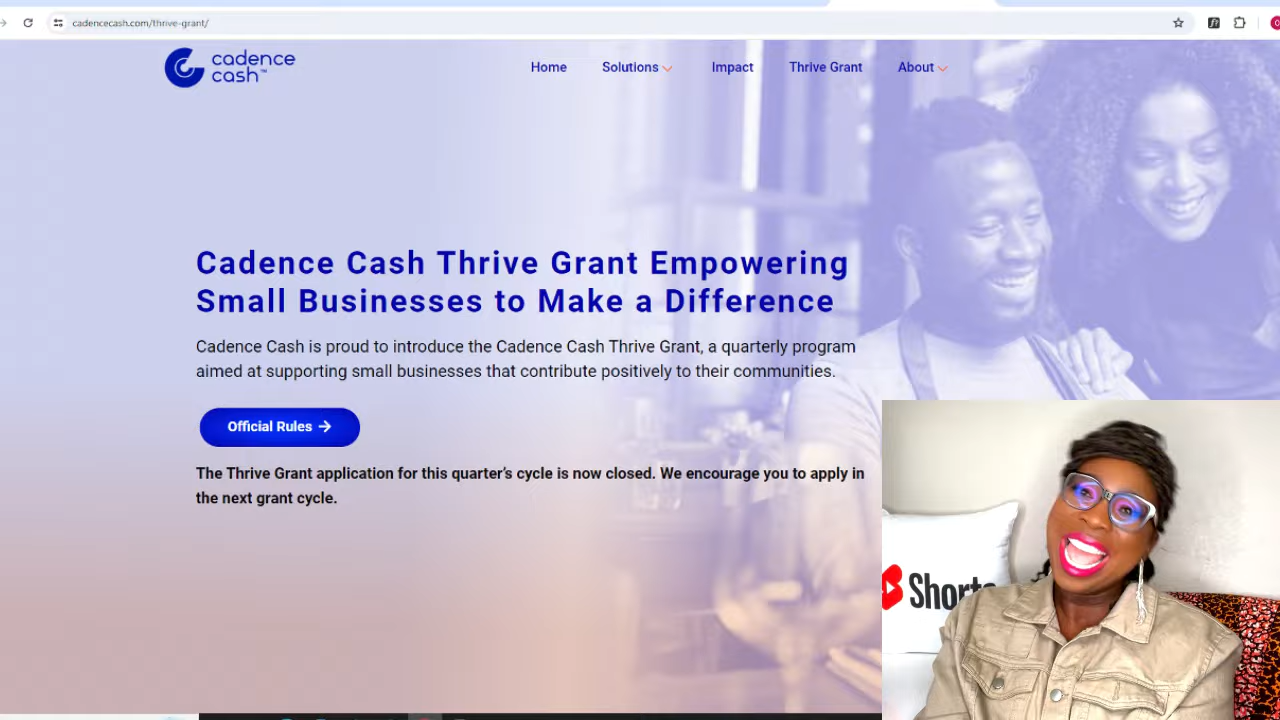 cadencecash.com/thrive-grant/
cadence
cash™
Home
Solutions
Impact
Thrive Grant
About
Cadence Cash Thrive Grant Empowering
Small Businesses to Make a Difference
Cadence Cash is proud to introduce the Cadence Cash Thrive Grant, a quarterly program
aimed at supporting small businesses that contribute positively to their communities.
Official Rules →
The Thrive Grant application for this quarter's cycle is now closed. We encourage you to apply in
the next grant cycle.
Shorts